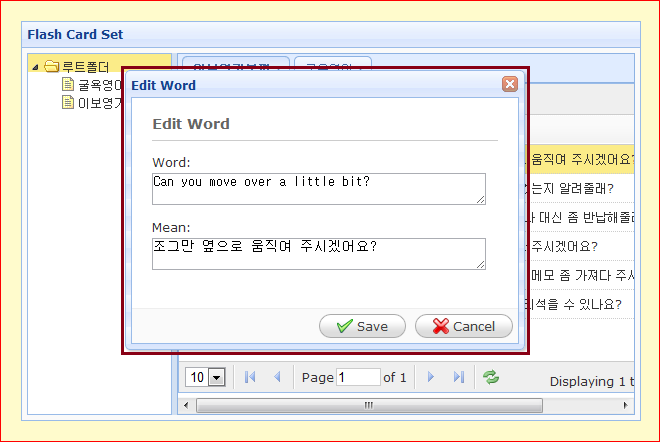 Flash Card Set
루트폴더
굴욕영어
이보영
Edit Word
Edit Word
Word:
Can you move over a little bit?
Mean:
조그만 옆으로 움직여 주시겠어요?
Save
Cancel
움직여 주시겠어요?
는지 알려줄래?
대신 좀 반납해줄
주시겠어요?
메모 좀 가져다 주시
석을 수 있나요?
10
Page 1 of 1
Displaying 1 t